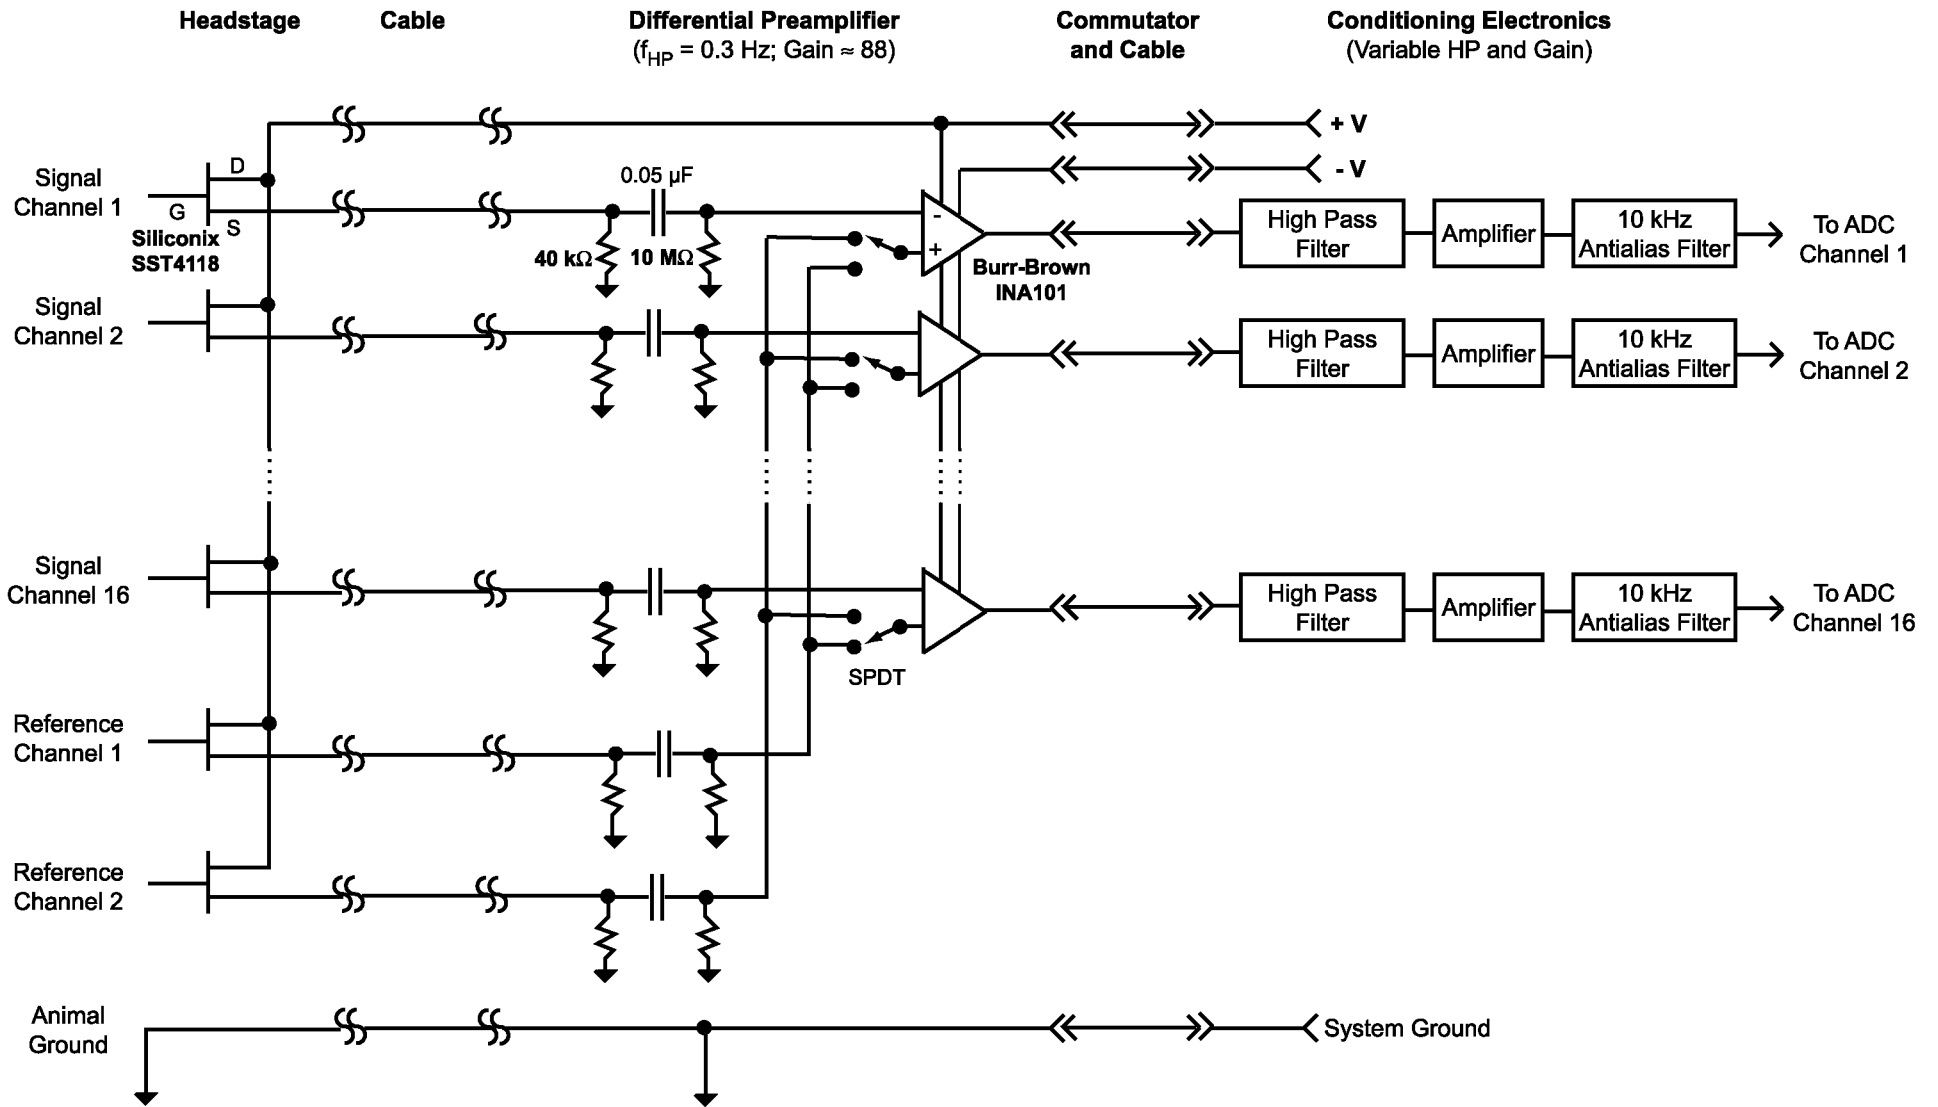 Headstage
Cable
Differential Preamplifier
(fHP = 0.3 Hz; Gain ≈ 88)
Commutator
and Cable
Conditioning Electronics
(Variable HP and Gain)
+ V
- V
Signal
Channel 1
D
G
S
Siliconix
SST4118
0.05 µF
40 kΩ
10 MΩ
-
+
Burr-Brown
INA101
High Pass
Filter
Amplifier
10 kHz
Antialias Filter
To ADC
Channel 1
Signal
Channel 2
High Pass
Filter
Amplifier
10 kHz
Antialias Filter
To ADC
Channel 2
Signal
Channel 16
SPDT
High Pass
Filter
Amplifier
10 kHz
Antialias Filter
To ADC
Channel 16
Reference
Channel 1
Reference
Channel 2
Animal
Ground
System Ground